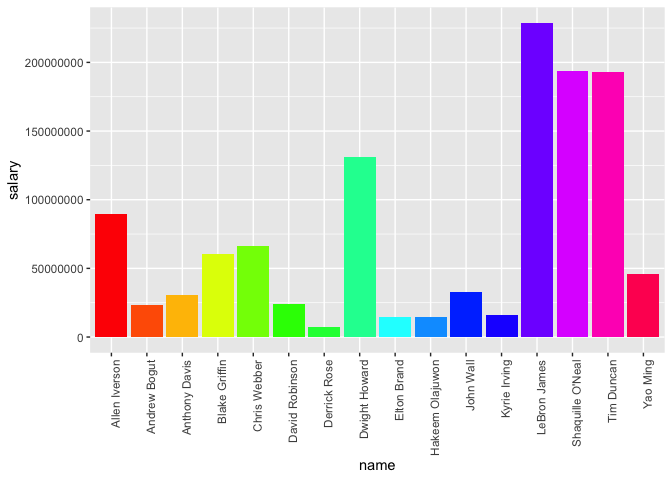 salary
200000000
150000000
100000000
50000000
0
Allen Iverson
Andrew Bogut
Anthony Davis
Blake Griffin
Chris Webber
David Robinson
Derrick Rose
Dwight Howard
Elton Brand
Hakeem Olajuwon
John Wall
Kyrie Irving
LeBron James
Shaquille O'Neal
Tim Duncan
Yao Ming
name